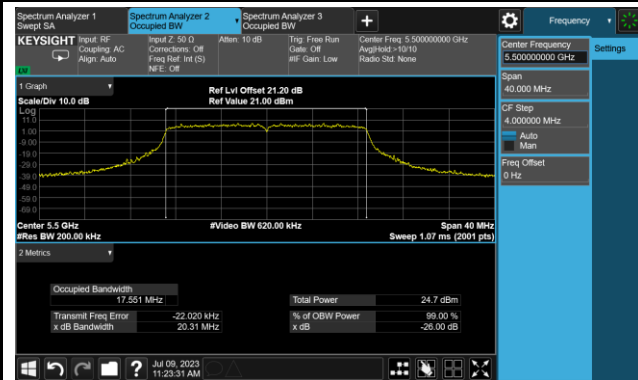 Spectrum Analyzer 1
Swept SA
Spectrum Analyzer 2
Occupied BW
Spectrum Analyzer 3
Occupied BW
+
Frequency
KEYSIGHT
Input: RF
Coupling: AC
Align: Auto
Input Z: 50 Ω
Corrections: Off
Freq Ref: Int (S)
NFE: Off
Atten: 10 dB
Trig: Free Run
Gate: Off
#IF Gain: Low
Center Freq: 5.500000000 GHz
Avg|Hold:>10/10
Radio Std: None
Center Frequency
5.500000000 GHz
Settings
Span
40.000 MHz
CF Step
4.000000 MHz
Auto
Man
Freq Offset
0 Hz
1 Graph
Scale/Div 10.0 dB
Ref Lvl Offset 21.20 dB
Ref Value 21.00 dBm
Log
11.0
1.00
-9.00
-19.0
-29.0
-39.0
-49.0
-59.0
-69.0
Center 5.5 GHz
#Video BW 620.00 kHz
Span 40 MHz
#Res BW 200.00 kHz
Sweep 1.07 ms (2001 pts)
2 Metrics
Occupied Bandwidth
17.551 MHz
Total Power
24.7 dBm
Transmit Freq Error
-22.020 kHz
% of OBW Power
99.00 %
x dB Bandwidth
20.31 MHz
x dB
-26.00 dB
?
Jul 09, 2023
11:23:31 AM